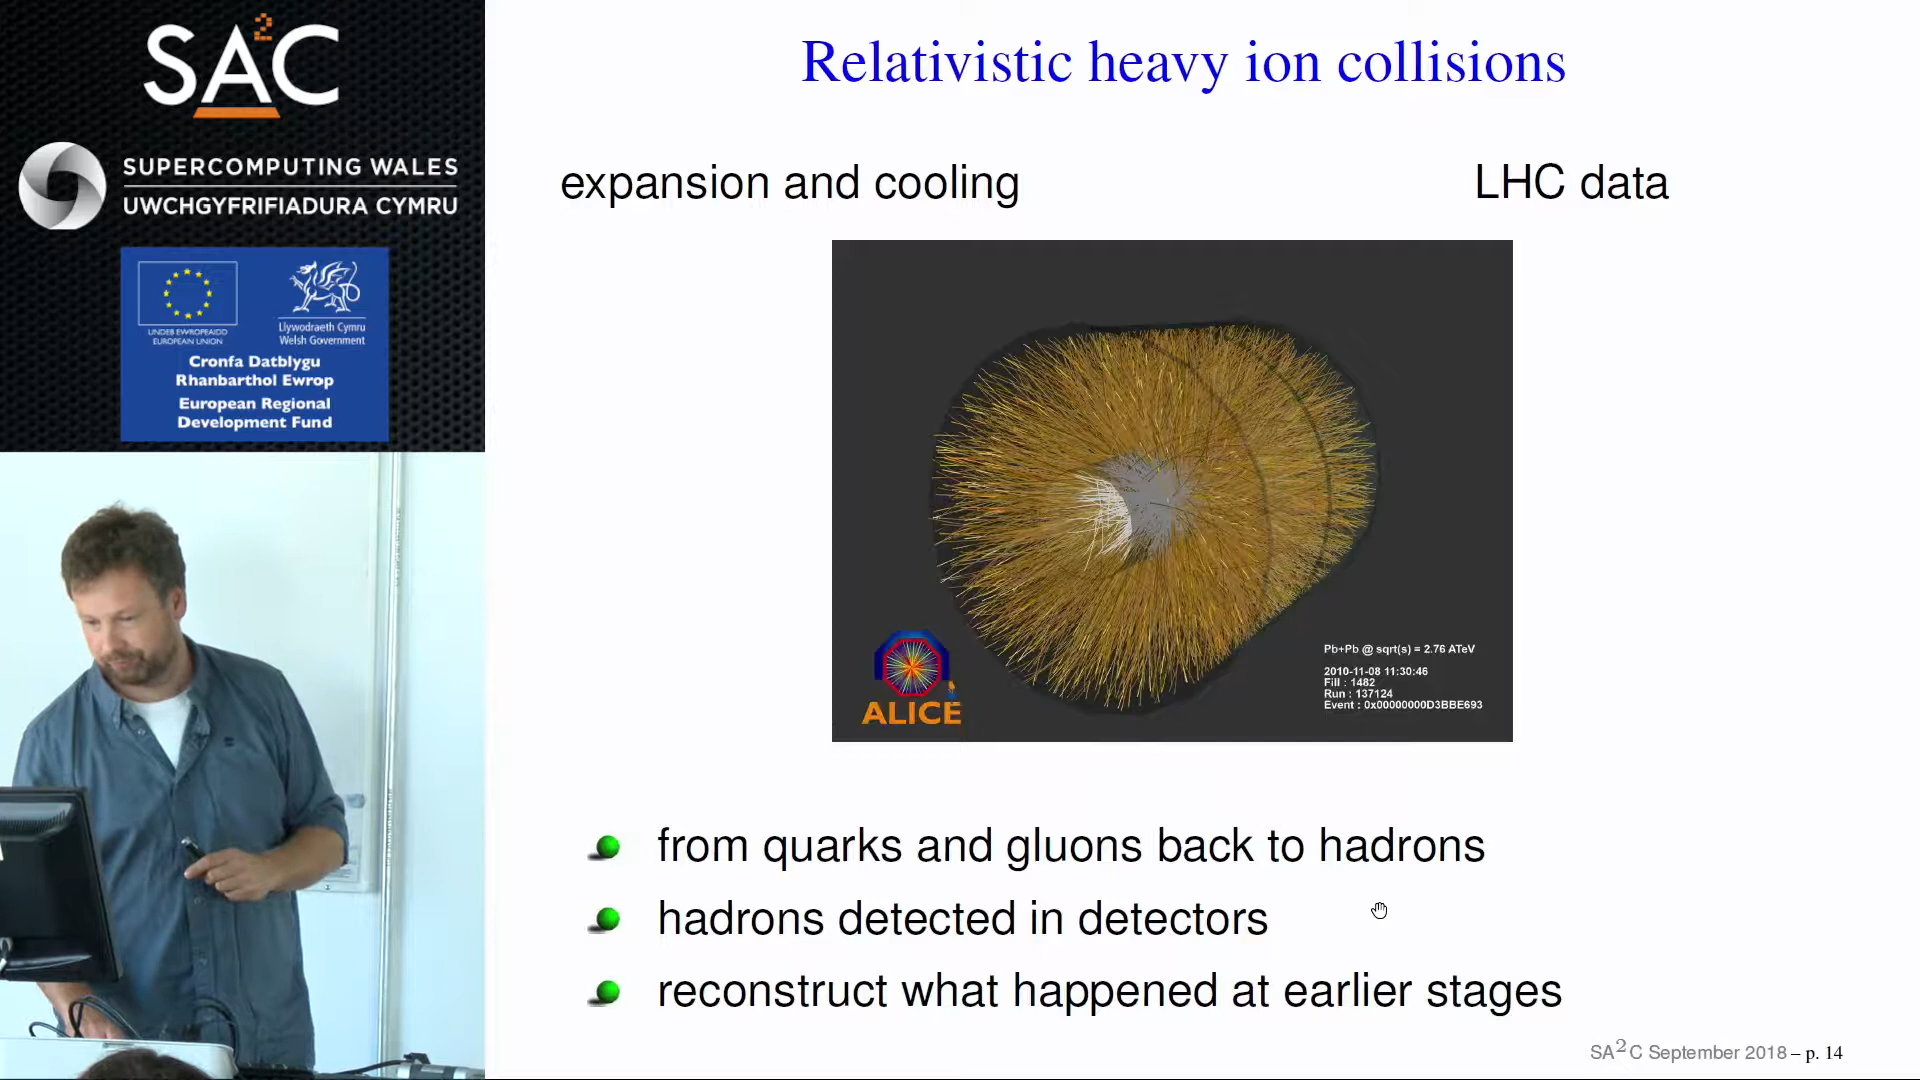 SA²C
SUPERCOMPUTING WALES
UWCHGYFRIFIADURA CYMRU
UNDEB EWROPEAIDD
EUROPEAN UNION
Llywodraeth Cymru
Welsh Government
Cronfa Datblygu
Rhanbarthol Ewrop
European Regional
Development Fund
Relativistic heavy ion collisions
expansion and cooling
LHC data
ALICE
Pb+Pb @ sqrt(s) = 2.76 ATeV
2010-11-08 11:30:46
Fill : 1482
Run : 137124
Event : 0x00000000D3BBE693
from quarks and gluons back to hadrons
hadrons detected in detectors
reconstruct what happened at earlier stages
SA²C September 2018 – p. 14